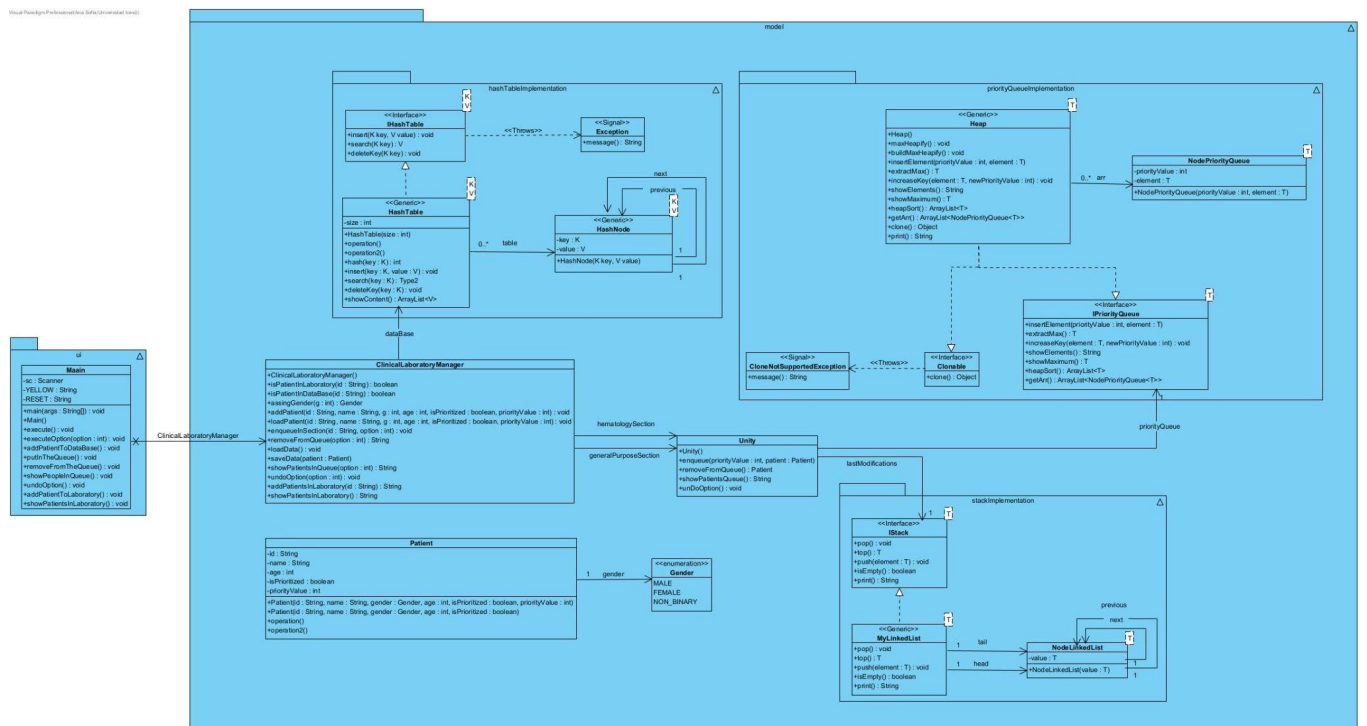 Visual Paradigm Professional(Ana Sofia(Universidad Icesi))
model
hashTableImplementation
K
V
<<Interface>>
IHashTable
+insert(K key, V value) : void
+search(K key) : V
+deleteKey(K key) : void
<<Throws>>
<<Signal>>
Exception
+message() : String
K
V
<<Generic>>
HashTable
-size : int
+HashTable(size : int)
+operation()
+operation2()
+hash(key : K) : int
+insert(key : K, value : V) : void
+search(key : K) : Type2
+deleteKey(key : K) : void
+showContent() : ArrayList<V>
0..*
table
next
previous
K
V
<<Generic>>
HashNode
-key : K
-value : V
+HashNode(K key, V value)
1
1
dataBase
priorityQueueImplementation
T
<<Generic>>
Heap
+Heap()
+maxHeapify() : void
+buildMaxHeapify() : void
+insertElement(priorityValue : int, element : T)
+extractMax() : T
+increaseKey(element : T, newPriorityValue : int) : void
+showElements() : String
+showMaximum() : T
+heapSort() : ArrayList<T>
+getArr() : ArrayList<NodePriorityQueue<T>>
+clone() : Object
+print() : String
0..*
arr
T
NodePriorityQueue
-priorityValue : int
-element : T
+NodePriorityQueue(priorityValue : int, element : T)
T
<<Interface>>
IPriorityQueue
+insertElement(priorityValue : int, element : T)
+extractMax() : T
+increaseKey(element : T, newPriorityValue : int) : void
+showElements() : String
+showMaximum() : T
+heapSort() : ArrayList<T>
+getArr() : ArrayList<NodePriorityQueue<T>>
<<Signal>>
CloneNotSupportedException
+message() : String
<<Throws>>
<<Interface>>
Clonable
+clone() : Object
1
priorityQueue
ui
Maain
-sc : Scanner
-YELLOW : String
-RESET : String
+main(args : String[]) : void
+Main()
+execute() : void
+executeOption(option : int) : void
+addPatientToDataBase() : void
+putInTheQueue() : void
+removeFromTheQueue() : void
+showPeopleInQueue() : void
+undoOption() : void
+addPatientToLaboratory() : void
+showPatientsInLaboratory() : void
ClinicalLaboratoryManager
ClinicalLaboratoryManager
+ClinicalLaboratoryManager()
+isPatientInLaboratory(id : String) : boolean
+isPatientInDataBase(id : String) : boolean
+assingGender(g : int) : Gender
+addPatient(id : String, name : String, g : int, age : int, isPrioritized : boolean, priorityValue : int) : void
+loadPatient(id : String, name : String, g : int, age : int, isPrioritized : boolean, priorityValue : int) : void
+enqueueInSection(id : String, option : int) : void
+removeFromQueue(option : int) : String
+loadData() : void
+saveData(patient : Patient)
+showPatientsInQueue(option : int) : String
+undoOption(option : int) : void
+addPatientsInLaboratory(id : String) : String
+showPatientsInLaboratory() : String
hematologySection
generalPurposeSection
Unity
+Unity()
+enqueue(priorityValue : int, patient : Patient) : void
+removeFromQueue() : Patient
+showPatientsQueue() : String
+unDoOption() : void
lastModifications
Patient
-id : String
-name : String
-age : int
-isPrioritized : boolean
-priorityValue : int
+Patient(id : String, name : String, gender : Gender, age : int, isPrioritized : boolean, priorityValue : int)
+Patient(id : String, name : String, gender : Gender, age : int, isPrioritized : boolean)
+operation()
+operation2()
1
gender
<<enumeration>>
Gender
MALE
FEMALE
NON_BINARY
stackImplementation
1
T
<<Interface>>
IStack
+pop() : void
+top() : T
+push(element : T) : void
+isEmpty() : boolean
+print() : String
T
<<Generic>>
MyLinkedList
+pop() : void
+top() : T
+push(element : T) : void
+isEmpty() : boolean
+print() : String
1
tail
1
head
previous
next
T
NodeLinkedList
-value : T
+NodeLinkedList(value : T)
1
1